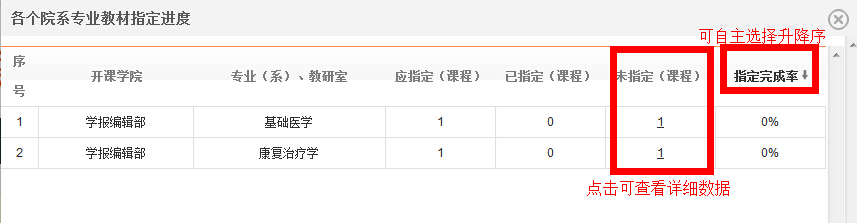 各个院系专业教材指定进度
可自主选择升降序
序号 开课学院 专业（系）、教研室 应指定（课程） 已指定（课程） 未指定（课程） 指定完成率
1 学报编辑部 基础医学 1 0 1 0%
2 学报编辑部 康复治疗学 1 0 1 0%
点击可查看详细数据